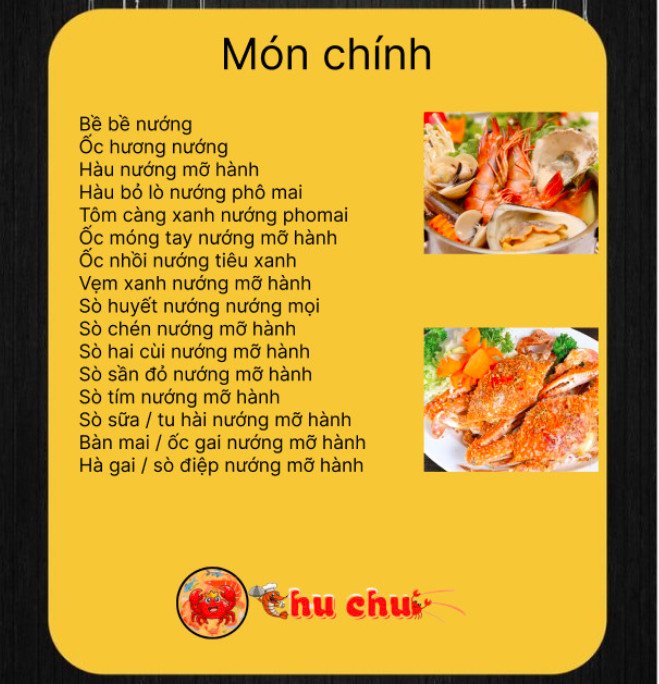 Món chính
Bề bề nướng
Ốc hương nướng
Hàu nướng mỡ hành
Hàu bỏ lò nướng phô mai
Tôm càng xanh nướng phomai
Ốc móng tay nướng mỡ hành
Ốc nhồi nướng tiêu xanh
Vẹm xanh nướng mỡ hành
Sò huyết nướng nướng mọi
Sò chén nướng mỡ hành
Sò hai cùi nướng mỡ hành
Sò sần đỏ nướng mỡ hành
Sò tím nướng mỡ hành
Sò sữa / tu hài nướng mỡ hành
Bàn mai / ốc gai nướng mỡ hành
Hà gai / sò điệp nướng mỡ hành
Chu chui